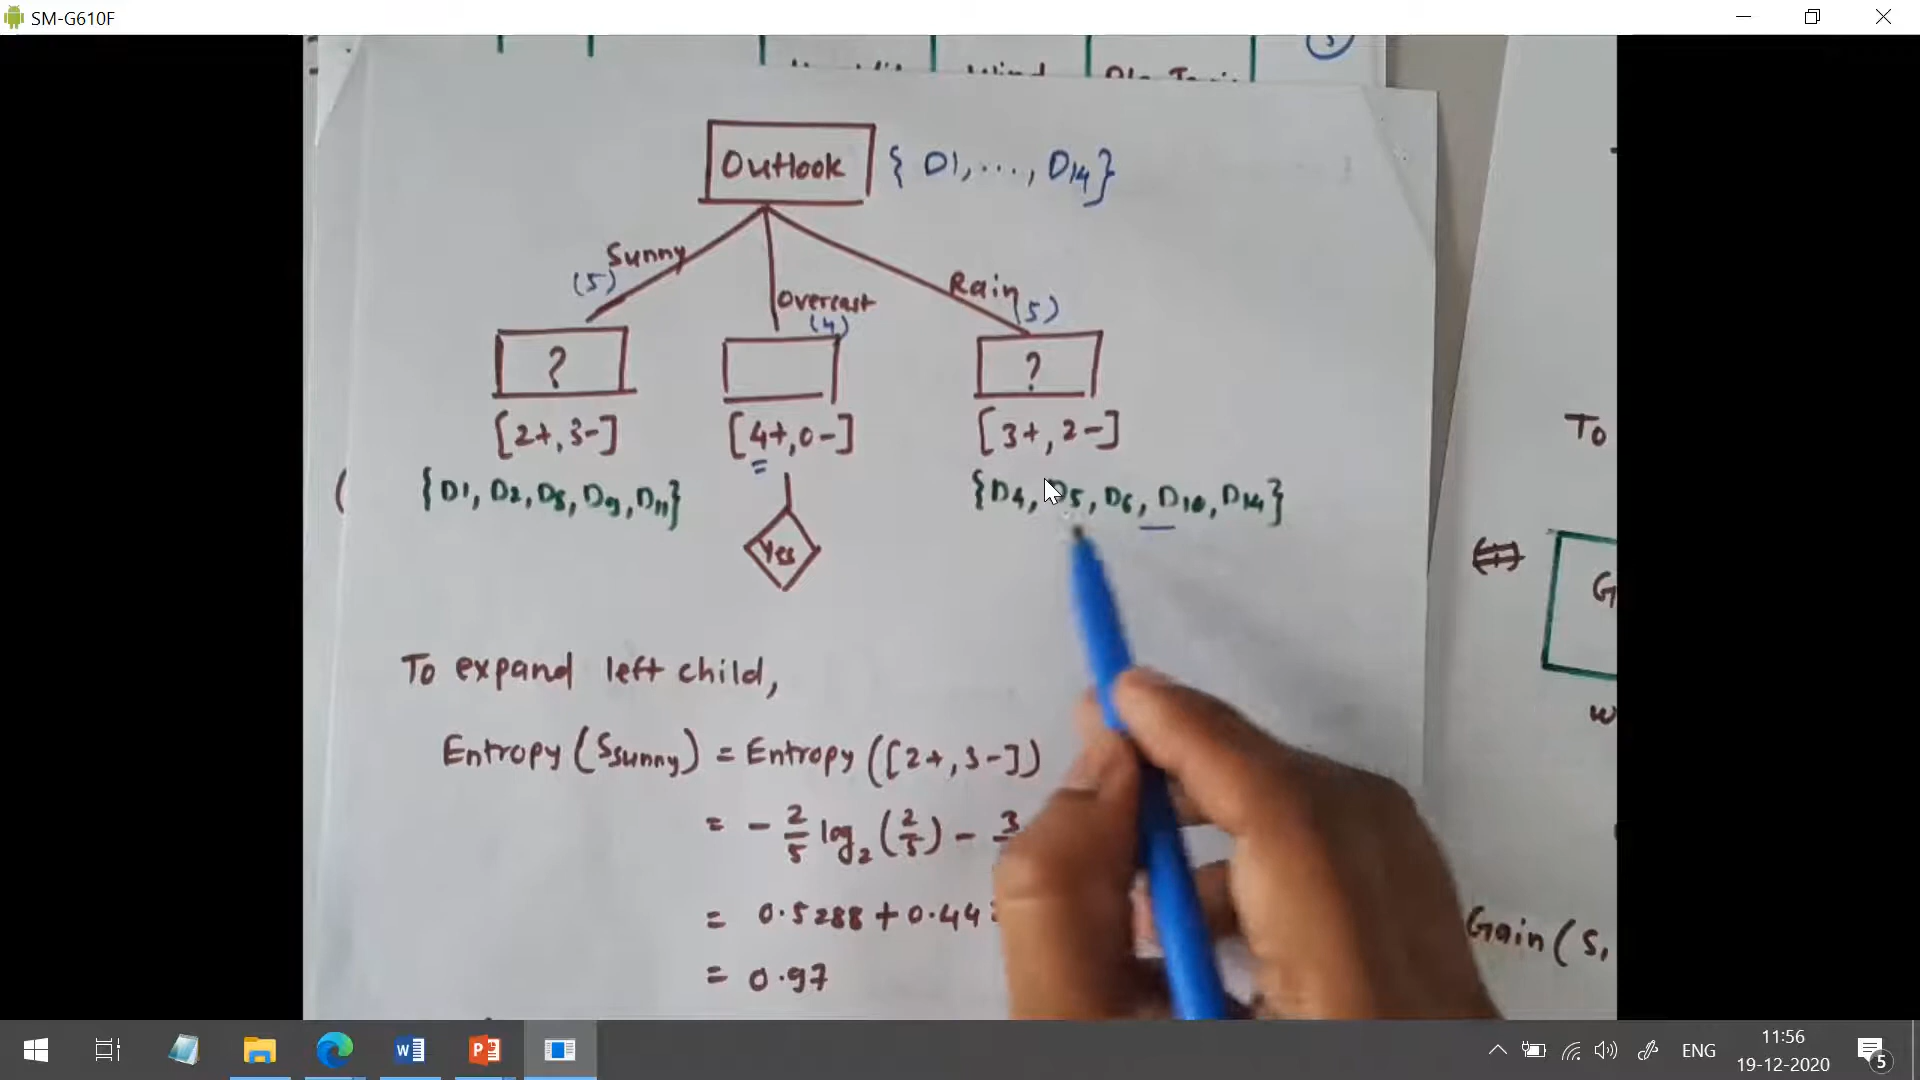 SM-G610F
Outlook { D1, ..., D14}
Sunny
(5)
Overcast
(4)
Rain
(5)
?
?
[2+, 3-]
[4+, 0-]
[3+, 2-]
{D1, D2, D8, D9, D11}
{D4, D5, D6, D10, D14}
Yes
To
To expand left child,
Entropy (Ssunny) = Entropy ([2+, 3-])
= - 2/5 log2 (2/5) - 3
= 0.5288 + 0.44
= 0.97
Gain (S,
ENG
11:56
19-12-2020
5